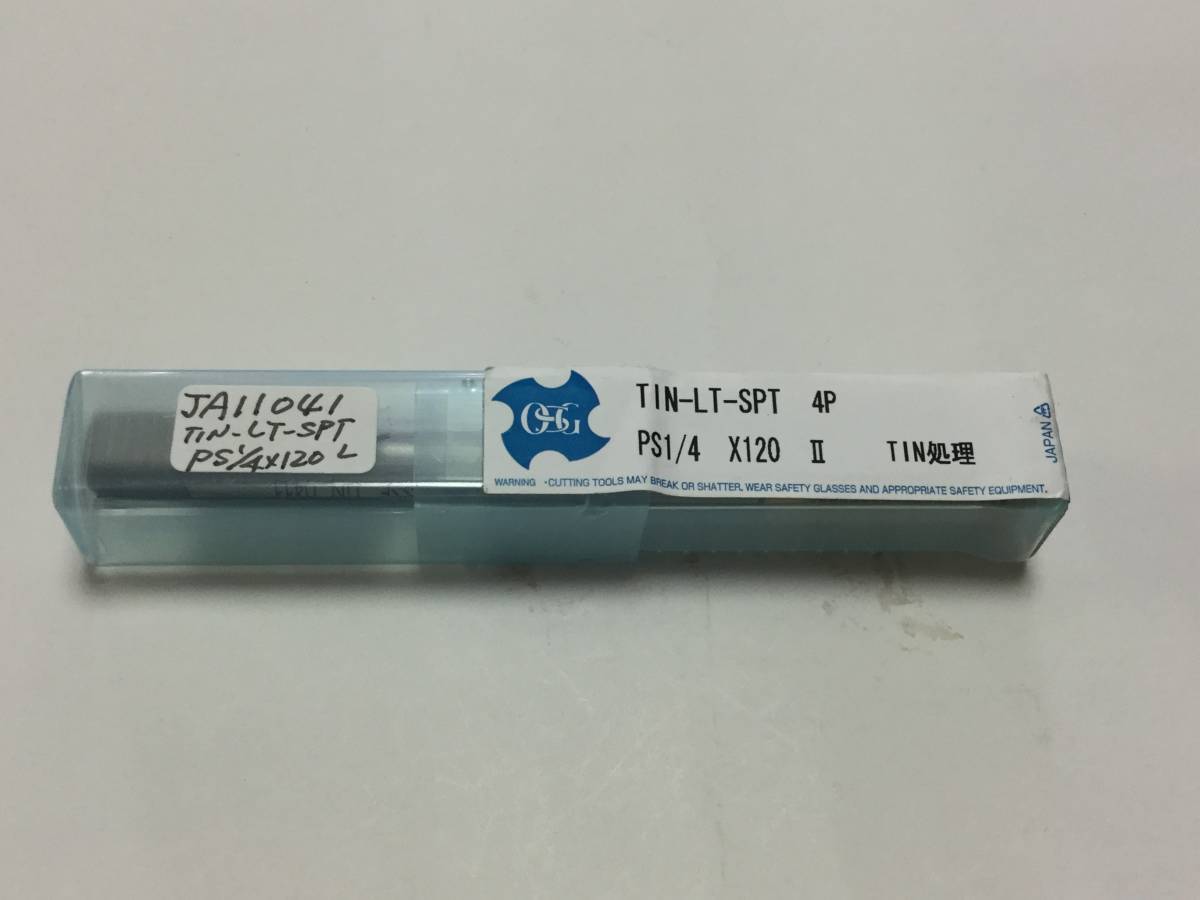 JA11041
TIN-LT-SPT
PS1/4X120 L
OSG
TIN-LT-SPT 4P
PS1/4 X120 II TIN処理
WARNING ・CUTTING TOOLS MAY BREAK OR SHATTER. WEAR SAFETY GLASSES AND APPROPRIATE SAFETY EQUIPMENT.
JAPAN